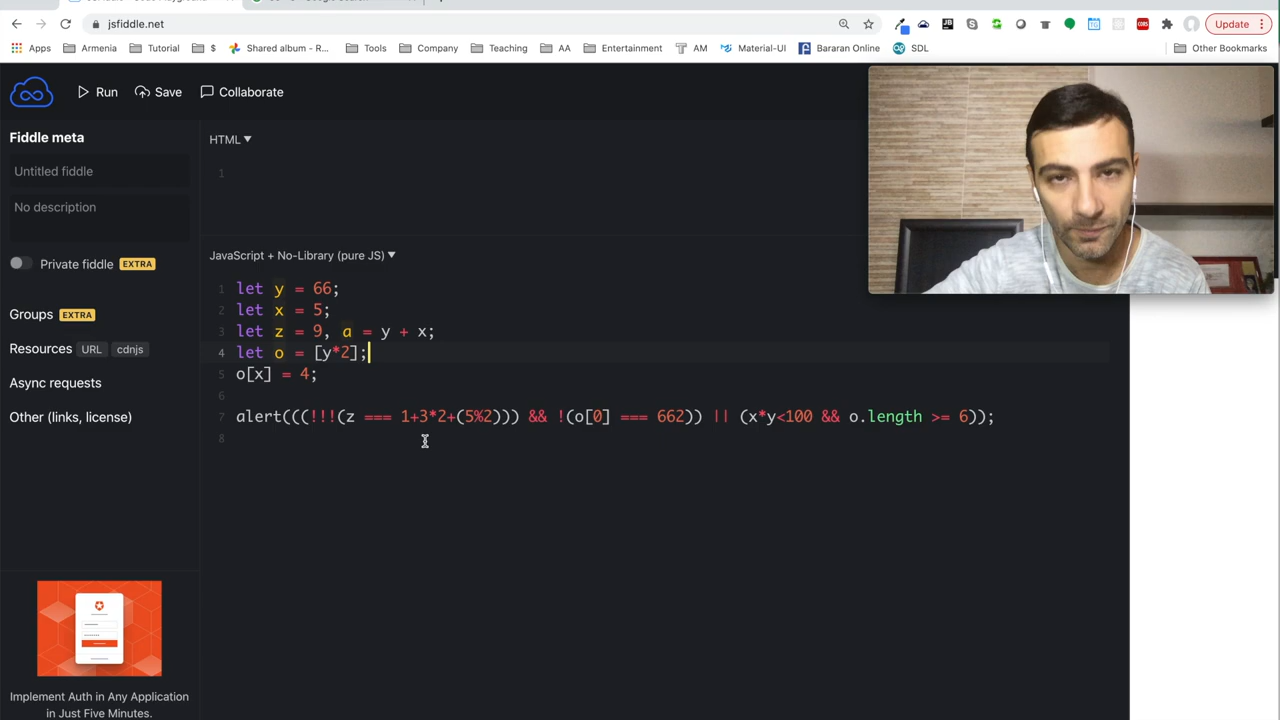 jsfiddle.net
Update
Apps
Armenia
Tutorial
$
Shared album - R...
Tools
Company
Teaching
AA
Entertainment
AM
Material-UI
Bararan Online
SDL
Other Bookmarks
Run
Save
Collaborate
Fiddle meta
Untitled fiddle
No description
Private fiddle EXTRA
Groups EXTRA
Resources URL cdnjs
Async requests
Other (links, license)
Implement Auth in Any Application
in Just Five Minutes.
HTML
1
JavaScript + No-Library (pure JS)
1 let y = 66;
2 let x = 5;
3 let z = 9, a = y + x;
4 let o = [y*2];
5 o[x] = 4;
6
7 alert(((!!!(z === 1+3*2+(5%2))) && !(o[0] === 662)) || (x*y<100 && o.length >= 6));
8